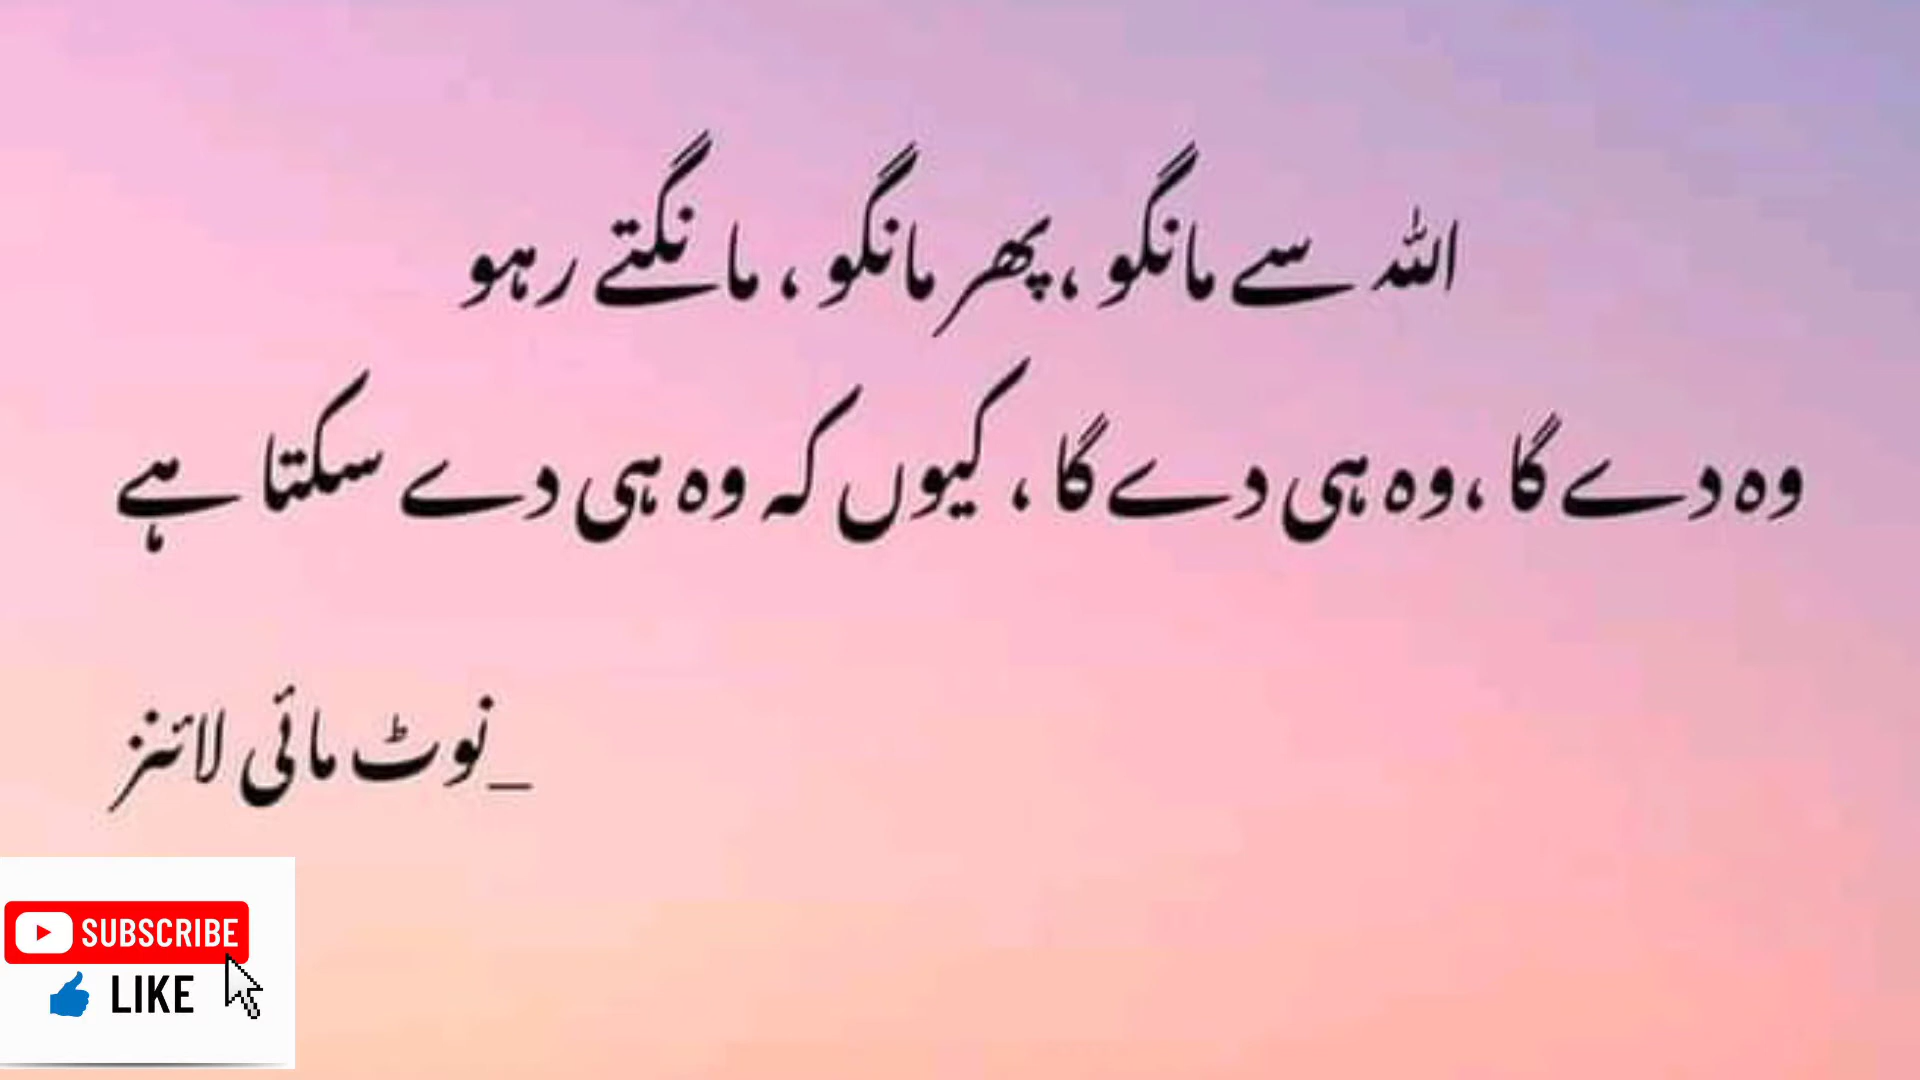 اللہ سے مانگو ، پھر مانگو ، مانگتے رہو
وہ دے گا ، وہ ہی دے گا ، کیوں کہ وہ ہی دے سکتا ہے
_نوٹ مائی لائنز
SUBSCRIBE
LIKE